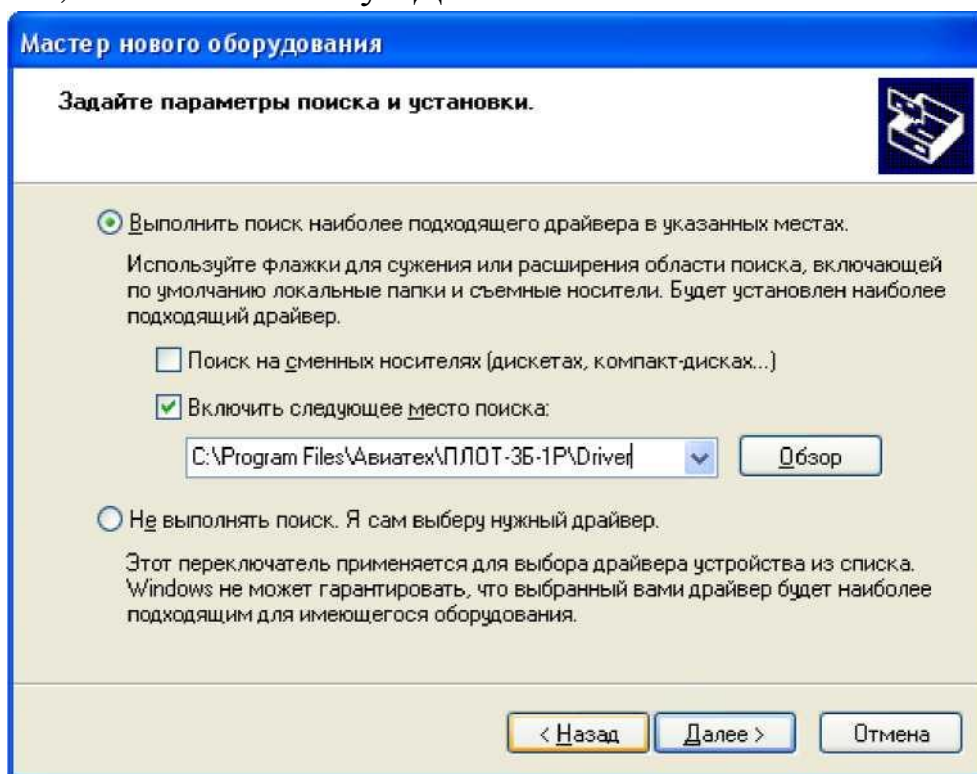 Мастер нового оборудования
Задайте параметры поиска и установки.
Выполнить поиск наиболее подходящего драйвера в указанных местах.
Используйте флажки для сужения или расширения области поиска, включающей
по умолчанию локальные папки и съемные носители. Будет установлен наиболее
подходящий драйвер.
Поиск на сменных носителях (дискетах, компакт-дисках...)
Включить следующее место поиска:
C:\Program Files\Авиатех\ПЛОТ-3Б-1Р\Driver
Обзор
Не выполнять поиск. Я сам выберу нужный драйвер.
Этот переключатель применяется для выбора драйвера устройства из списка.
Windows не может гарантировать, что выбранный вами драйвер будет наиболее
подходящим для имеющегося оборудования.
< Назад Далее > Отмена